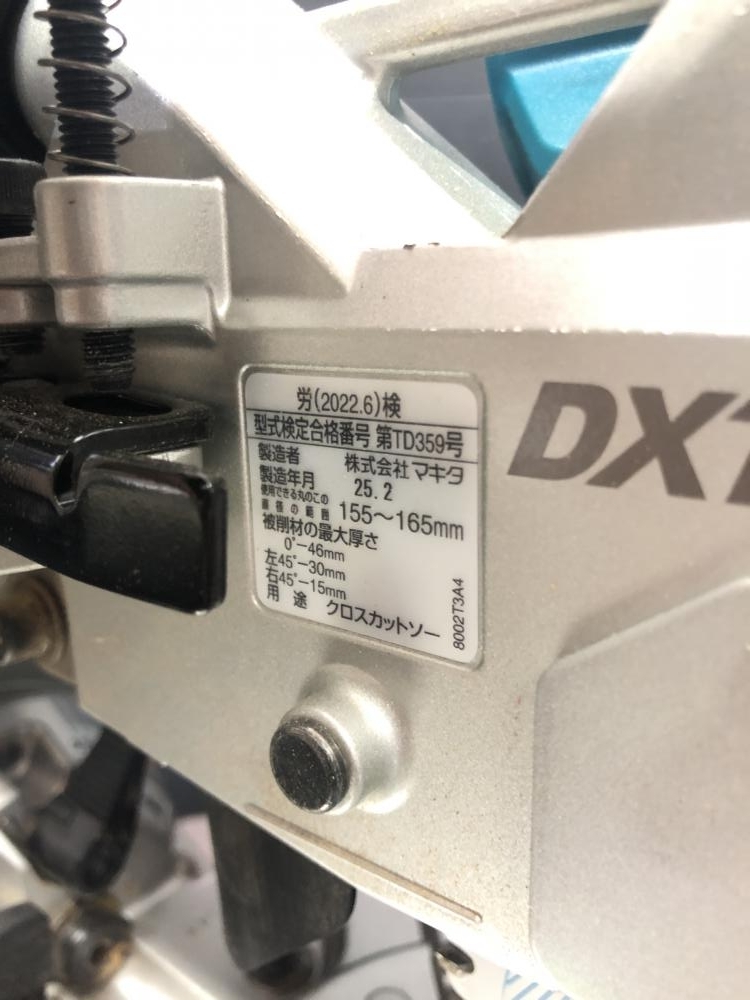 労(2022.6)検
型式検定合格番号 第TD359号
製造者 株式会社 マキタ
製造年月 25.2
使用できる丸のこの
直径の範囲 155〜165mm
被削材の最大厚さ
0°-46mm
左45°-30mm
右45°-15mm
用途 クロスカットソー
8002T3A4
DX